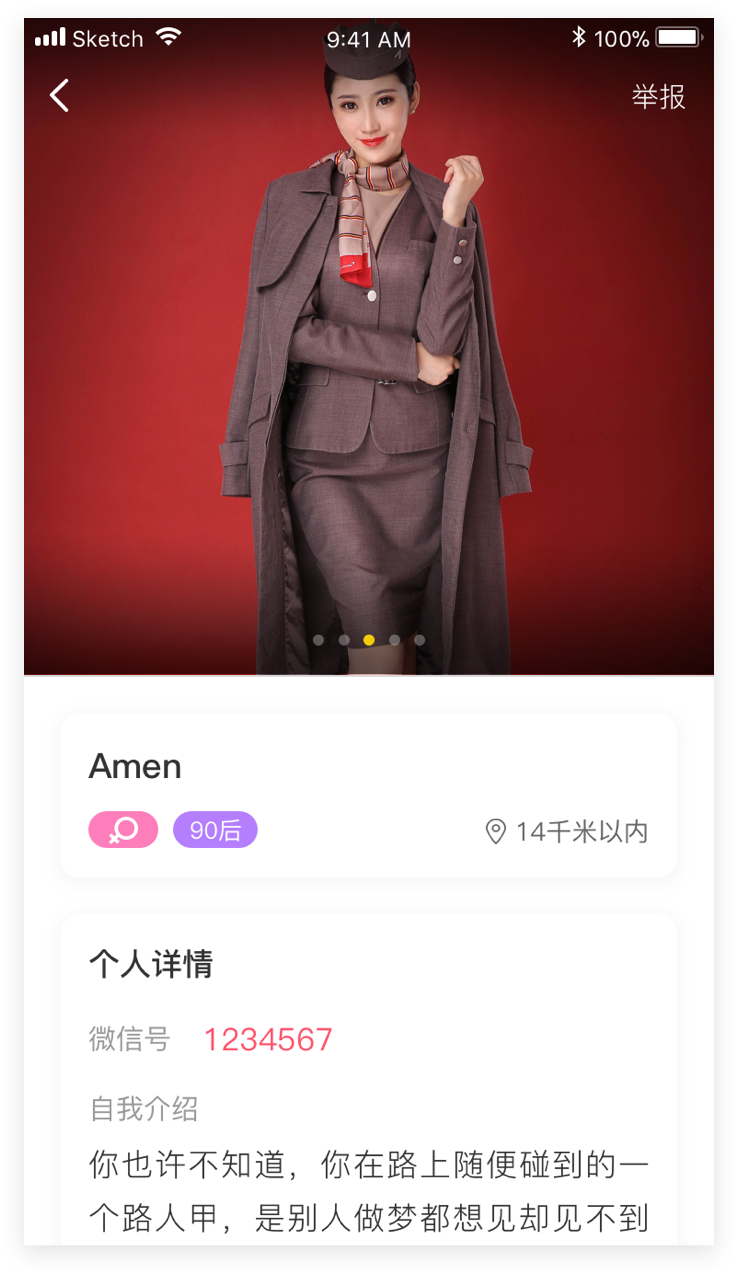 Sketch 9:41 AM 100%
举报
Amen
90后 14千米以内
个人详情
微信号 1234567
自我介绍
你也许不知道，你在路上随便碰到的一
个路人甲，是别人做梦都想见却见不到